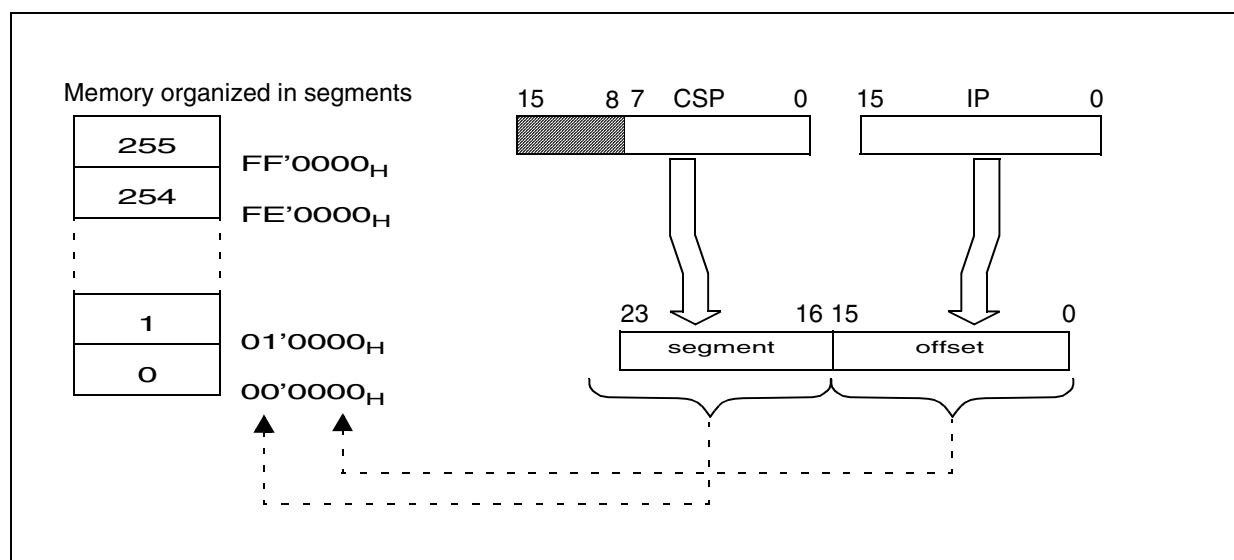 Memory organized in segments
255
FF'0000H
254
FE'0000H
1
01'0000H
0
00'0000H
15 8 7 CSP 0
15 IP 0
23 16 15 0
segment offset